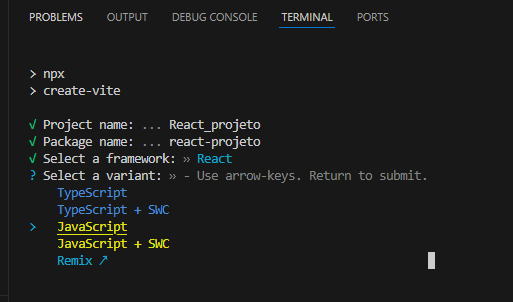 PROBLEMS OUTPUT DEBUG CONSOLE TERMINAL PORTS
> npx
> create-vite
√ Project name: ... React_projeto
√ Package name: ... react-projeto
√ Select a framework: » React
? Select a variant: » - Use arrow-keys. Return to submit.
TypeScript
TypeScript + SWC
> JavaScript
JavaScript + SWC
Remix ↗